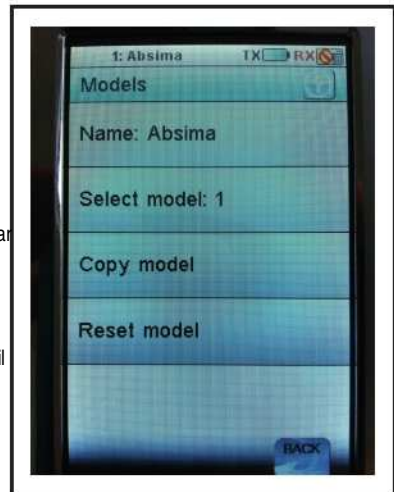 1: Absima TX RX
Models
Name: Absima
Select model: 1
Copy model
Reset model
BACK